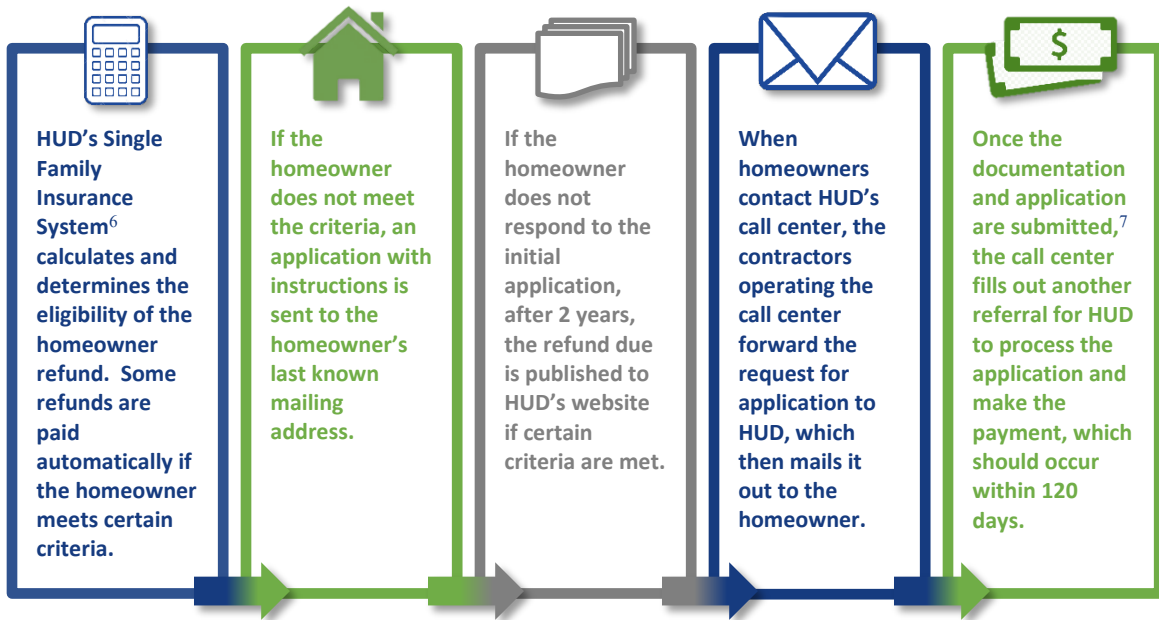 $
HUD’s Single
Family
Insurance
System6
calculates and
determines the
eligibility of the
homeowner
refund.  Some
refunds are
paid
automatically if
the homeowner
meets certain
criteria.
If the
homeowner
does not meet
the criteria, an
application with
instructions is
sent to the
homeowner’s
last known
mailing
address.
If the
homeowner
does not
respond to the
initial
application,
after 2 years,
the refund due
is published to
HUD’s website
if certain
criteria are met.
When
homeowners
contact HUD’s
call center, the
contractors
operating the
call center
forward the
request for
application to
HUD, which
then mails it
out to the
homeowner.
Once the
documentation
and application
are submitted,7
the call center
fills out another
referral for HUD
to process the
application and
make the
payment, which
should occur
within 120
days.